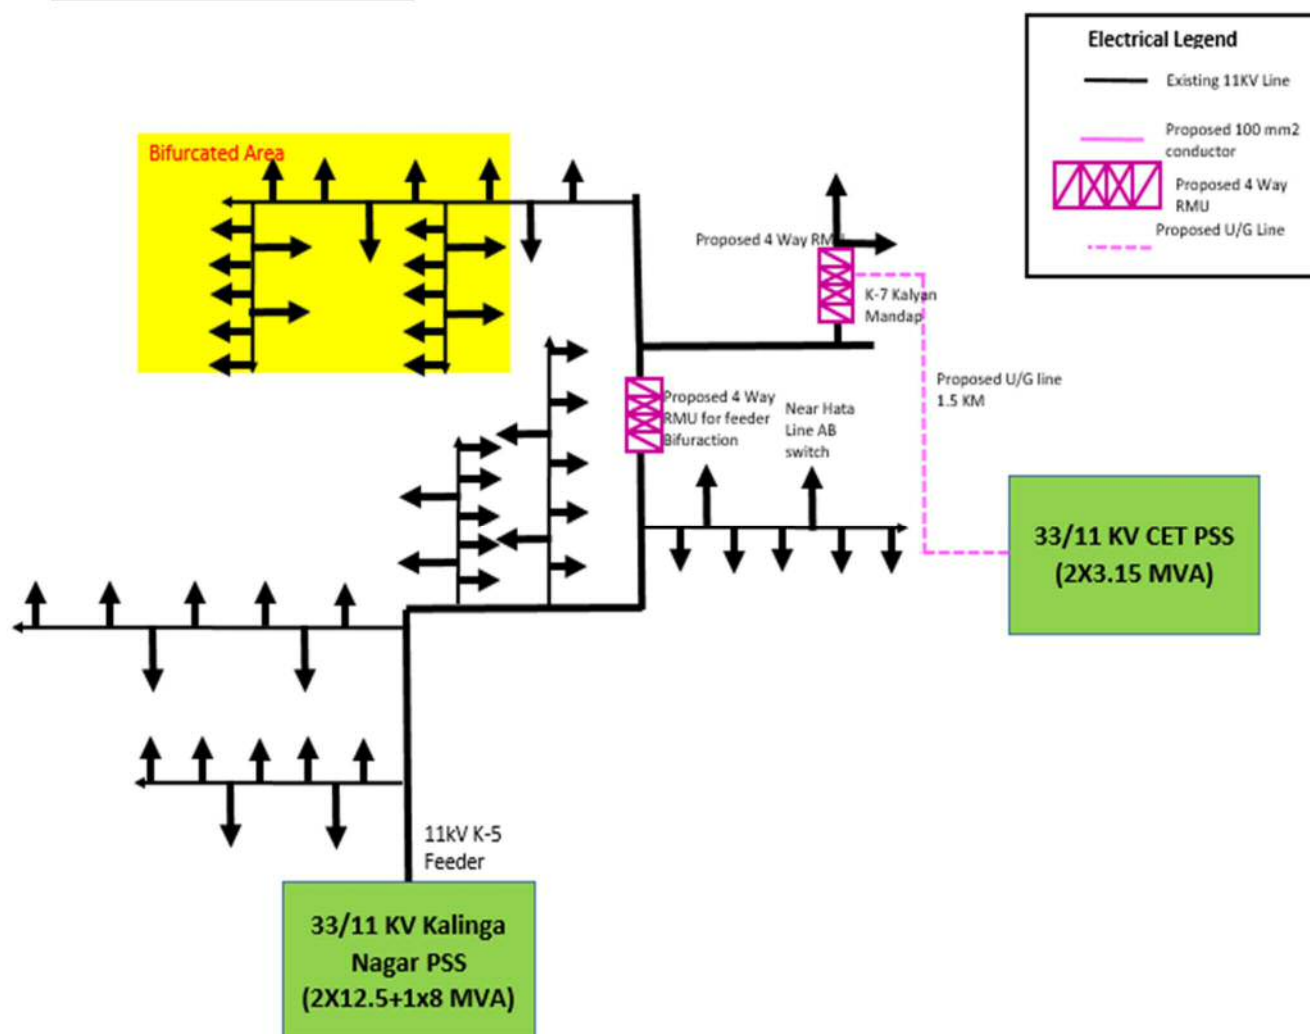 Electrical Legend
Existing 11KV Line
Proposed 100 mm2
conductor
Proposed 4 Way
RMU
Proposed U/G Line
Bifurcated Area
Proposed 4 Way RMU
K-7 Kalyan
Mandap
Proposed U/G line
1.5 KM
Proposed 4 Way
RMU for feeder
Bifuraction
Near Hata
Line AB
switch
33/11 KV CET PSS
(2X3.15 MVA)
11kV K-5
Feeder
33/11 KV Kalinga
Nagar PSS
(2X12.5+1x8 MVA)